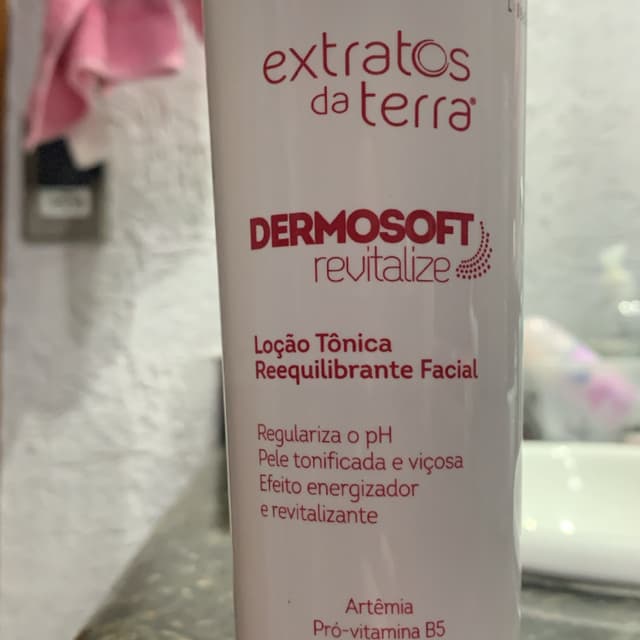 extratos
da terra®
DERMOSOFT
revitalize
Loção Tônica
Reequilibrante Facial
Regulariza o pH
Pele tonificada e viçosa
Efeito energizador
e revitalizante
Artêmia
Pró-vitamina B5